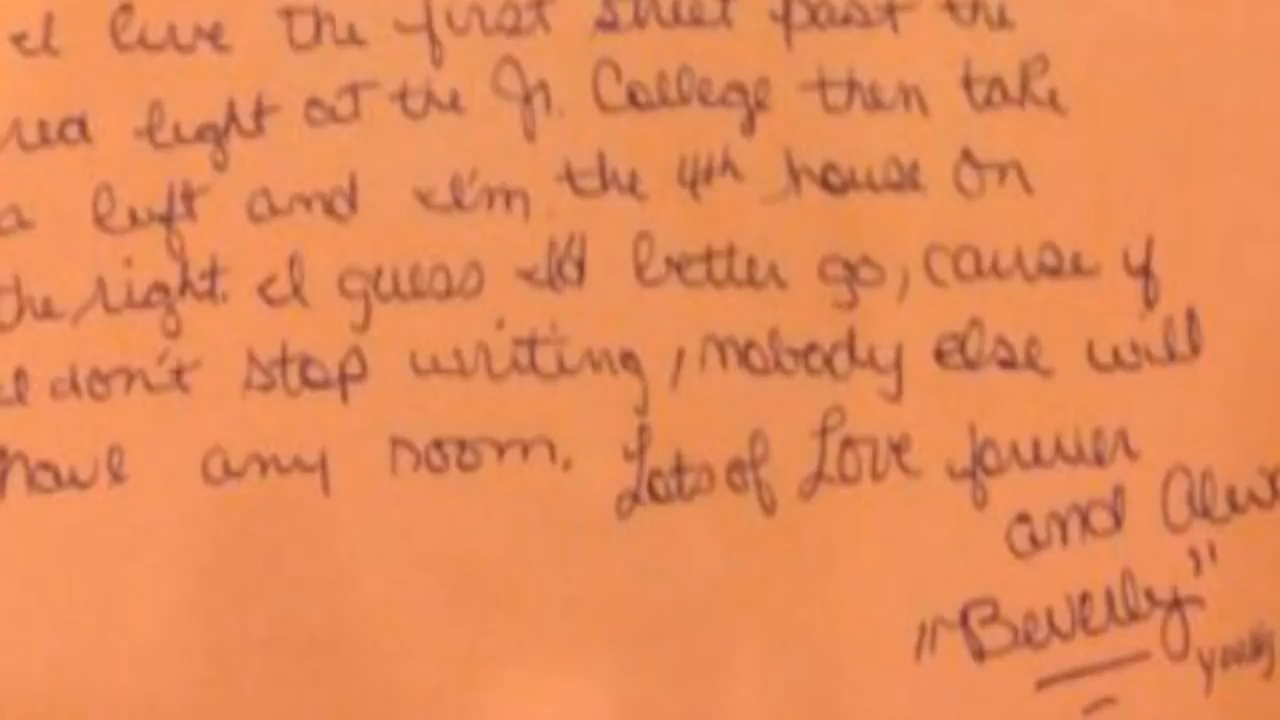 I live the first street past the
red light at the Jr. College then take
a left and I'm the 4th house on
the right. I guess I'd better go, cause if
I don't stop writing, nobody else will
have any room. Lots of Love forever
and
"Beverly"